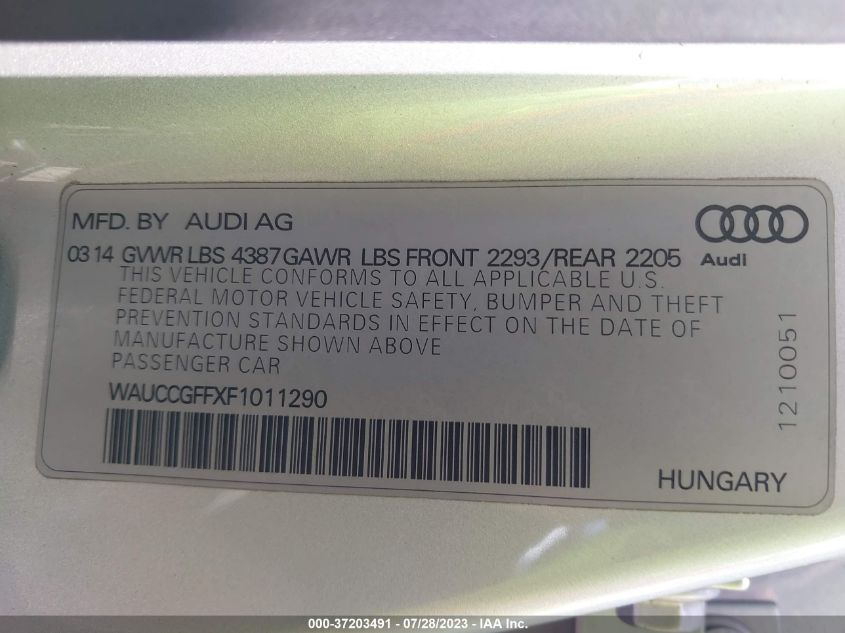 MFD. BY AUDI AG
0314 GVWR LBS 4387 GAWR LBS FRONT 2293/REAR 2205
Audi
THIS VEHICLE CONFORMS TO ALL APPLICABLE U.S.
FEDERAL MOTOR VEHICLE SAFETY, BUMPER AND THEFT
PREVENTION STANDARDS IN EFFECT ON THE DATE OF
MANUFACTURE SHOWN ABOVE
PASSENGER CAR
WAUCCGFFXF1011290
1210051
HUNGARY
000-37203491 - 07/28/2023 - IAA Inc.